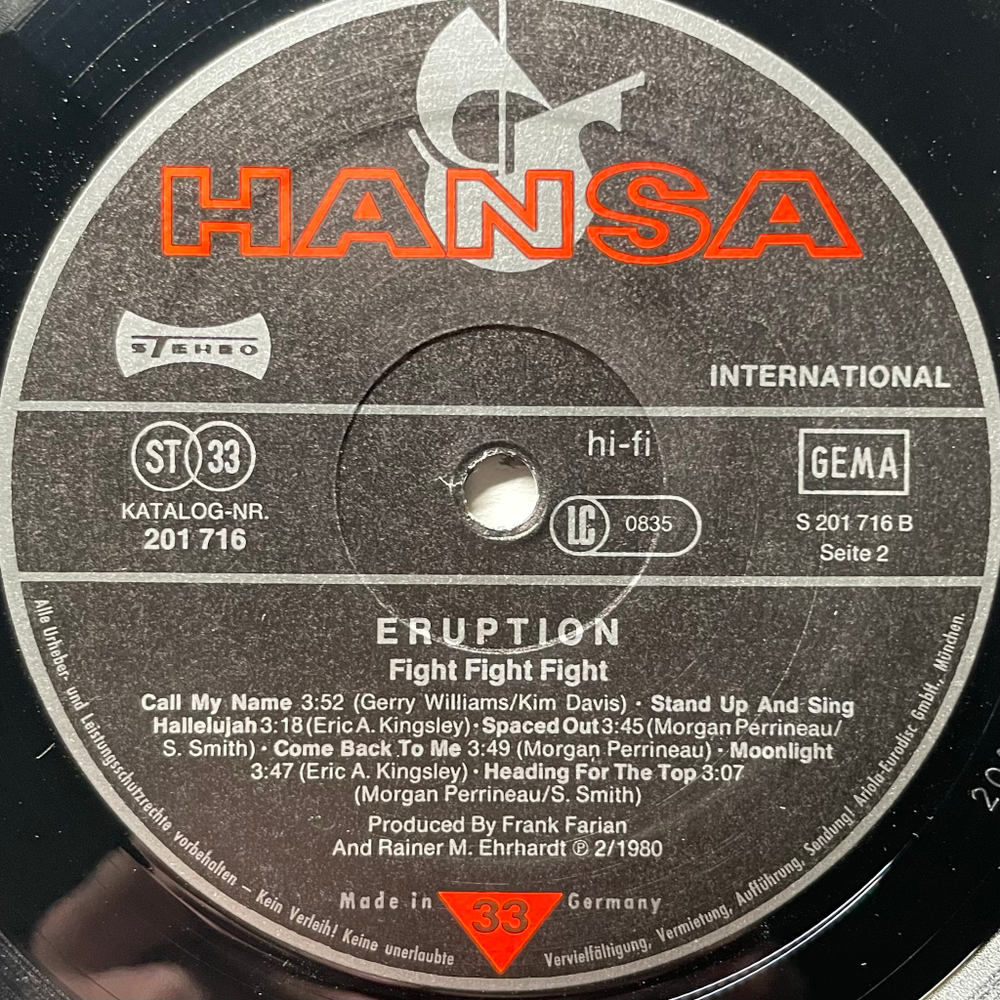 HANSA
STEREO
INTERNATIONAL
ST 33
hi-fi
GEMA
KATALOG-NR.
201 716
LC 0835
S 201 716 B
Seite 2
ERUPTION
Fight Fight Fight
Call My Name 3:52 (Gerry Williams/Kim Davis) · Stand Up And Sing
Hallelujah 3:18 (Eric A. Kingsley) · Spaced Out 3:45 (Morgan Perrineau/
S. Smith) · Come Back To Me 3:49 (Morgan Perrineau) · Moonlight
3:47 (Eric A. Kingsley) · Heading For The Top 3:07
(Morgan Perrineau/S. Smith)
Produced By Frank Farian
And Rainer M. Ehrhardt ℗ 2/1980
Made in 33 Germany
Alle Urheber- und Leistungsschutzrechte vorbehalten – Kein Verleih! Keine unerlaubte Vervielfältigung, Vermietung, Aufführung, Sendung! Ariola-Eurodisc GmbH., München.
20